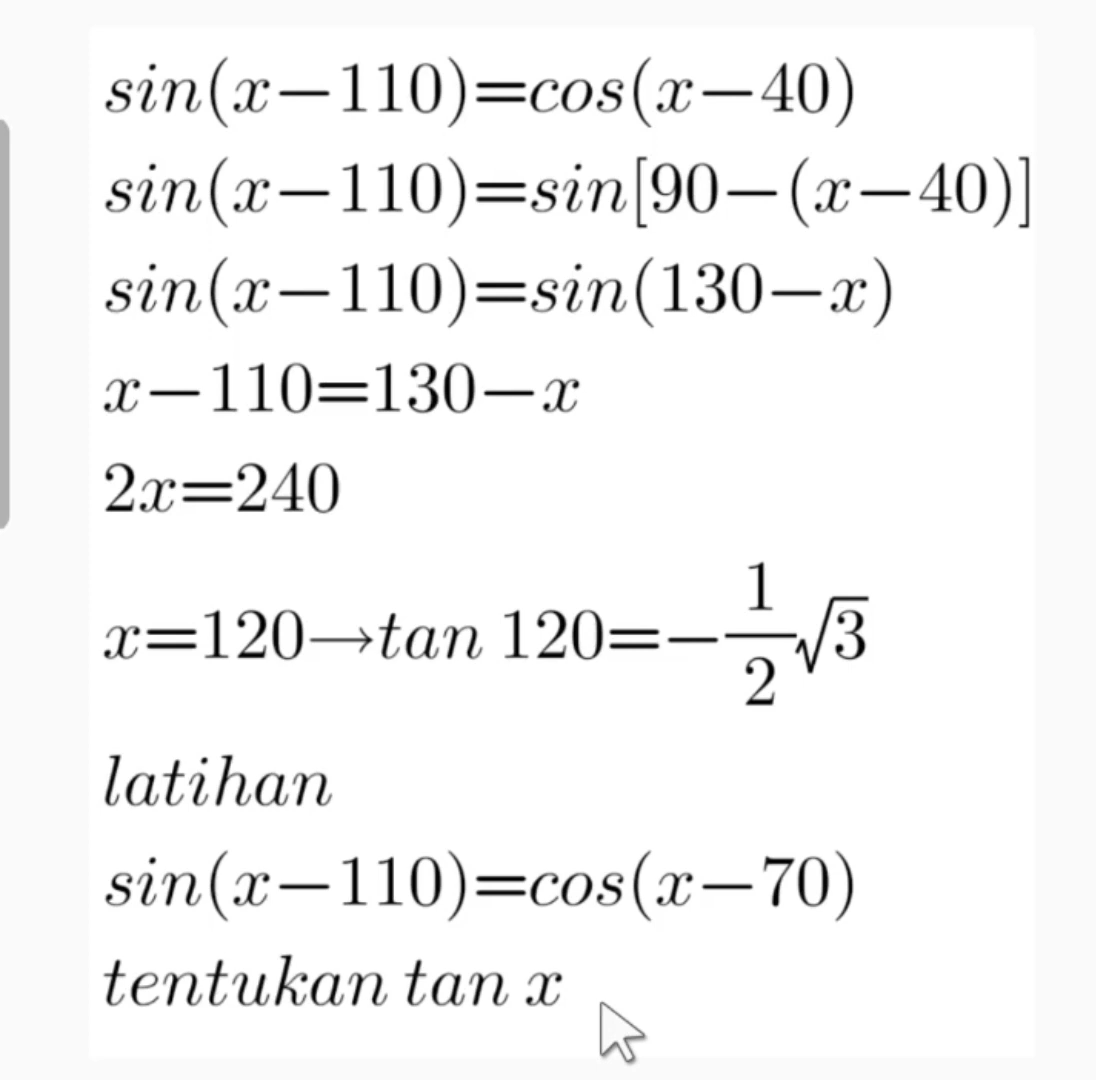 sin(x−110)=cos(x−40)
sin(x−110)=sin[90−(x−40)]
sin(x−110)=sin(130−x)
x−110=130−x
2x=240
x=120→tan 120=−1/2√3
latihan
sin(x−110)=cos(x−70)
tentukan tan x